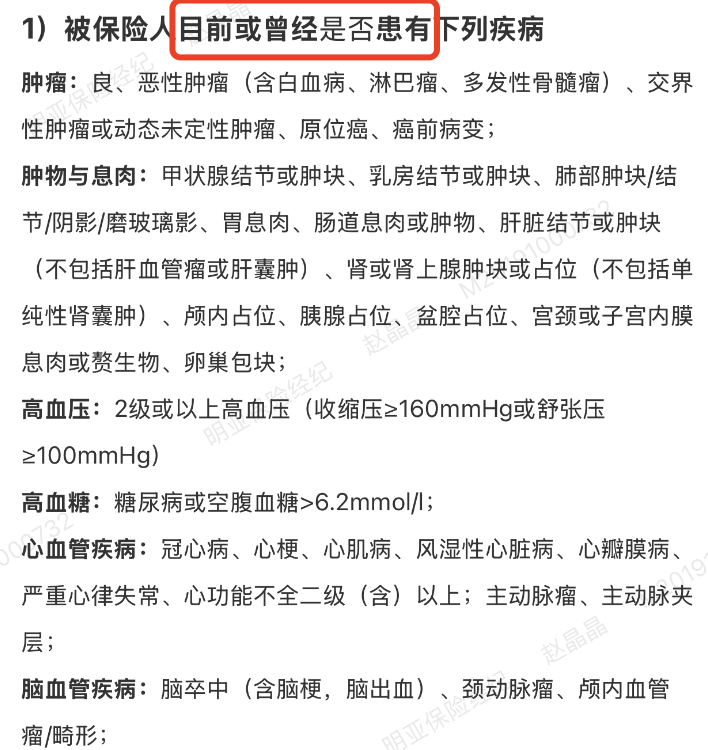 1）被保险人目前或曾经是否患有下列疾病
肿瘤：良、恶性肿瘤（含白血病、淋巴瘤、多发性骨髓瘤）、交界
性肿瘤或动态未定性肿瘤、原位癌、癌前病变；
肿物与息肉：甲状腺结节或肿块、乳房结节或肿块、肺部肿块/结
节/阴影/磨玻璃影、胃息肉、肠道息肉或肿物、肝脏结节或肿块
（不包括肝血管瘤或肝囊肿）、肾或肾上腺肿块或占位（不包括单
纯性肾囊肿）、颅内占位、胰腺占位、盆腔占位、宫颈或子宫内膜
息肉或赘生物、卵巢包块；
高血压：2级或以上高血压（收缩压≥160mmHg或舒张压
≥100mmHg)
高血糖：糖尿病或空腹血糖>6.2mmol/l；
心血管疾病：冠心病、心梗、心肌病、风湿性心脏病、心瓣膜病、
严重心律失常、心功能不全二级（含）以上；主动脉瘤、主动脉夹
层；
脑血管疾病：脑卒中（含脑梗，脑出血）、颈动脉瘤、颅内血管
瘤/畸形；
明亚保险经纪
赵晶晶
明亚保险经纪
赵晶晶
明亚保险经纪